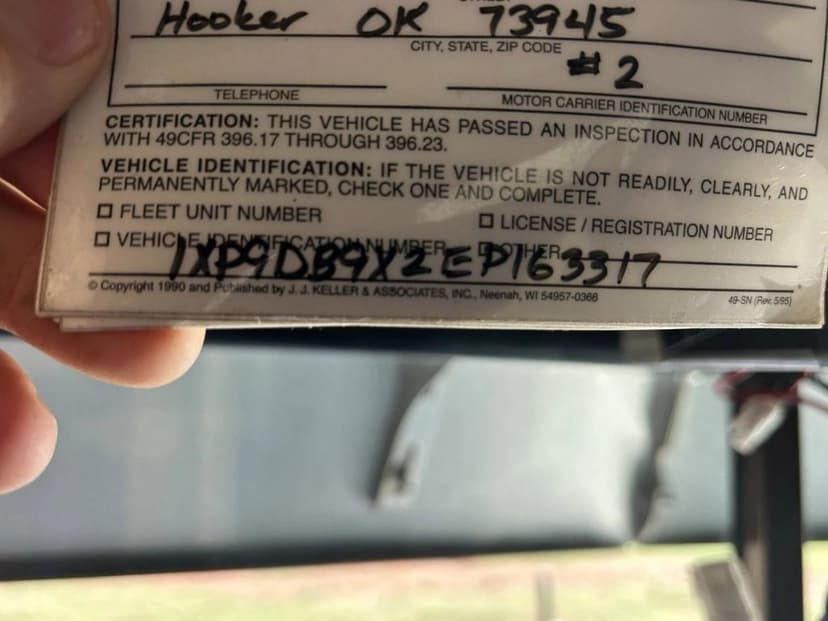 Hooker OK 73945
CITY, STATE, ZIP CODE
#2
TELEPHONE
MOTOR CARRIER IDENTIFICATION NUMBER
CERTIFICATION: THIS VEHICLE HAS PASSED AN INSPECTION IN ACCORDANCE
WITH 49CFR 396.17 THROUGH 396.23.
VEHICLE IDENTIFICATION: IF THE VEHICLE IS NOT READILY, CLEARLY, AND
PERMANENTLY MARKED, CHECK ONE AND COMPLETE.
☐ FLEET UNIT NUMBER
☐ LICENSE / REGISTRATION NUMBER
☐ VEHICLE IDENTIFICATION NUMBER
☐ OTHER
1XP9DB9X2EP163317
© Copyright 1990 and Published by J. J. KELLER & ASSOCIATES, INC., Neenah, WI 54957-0368
49-SN (Rev. 5/95)